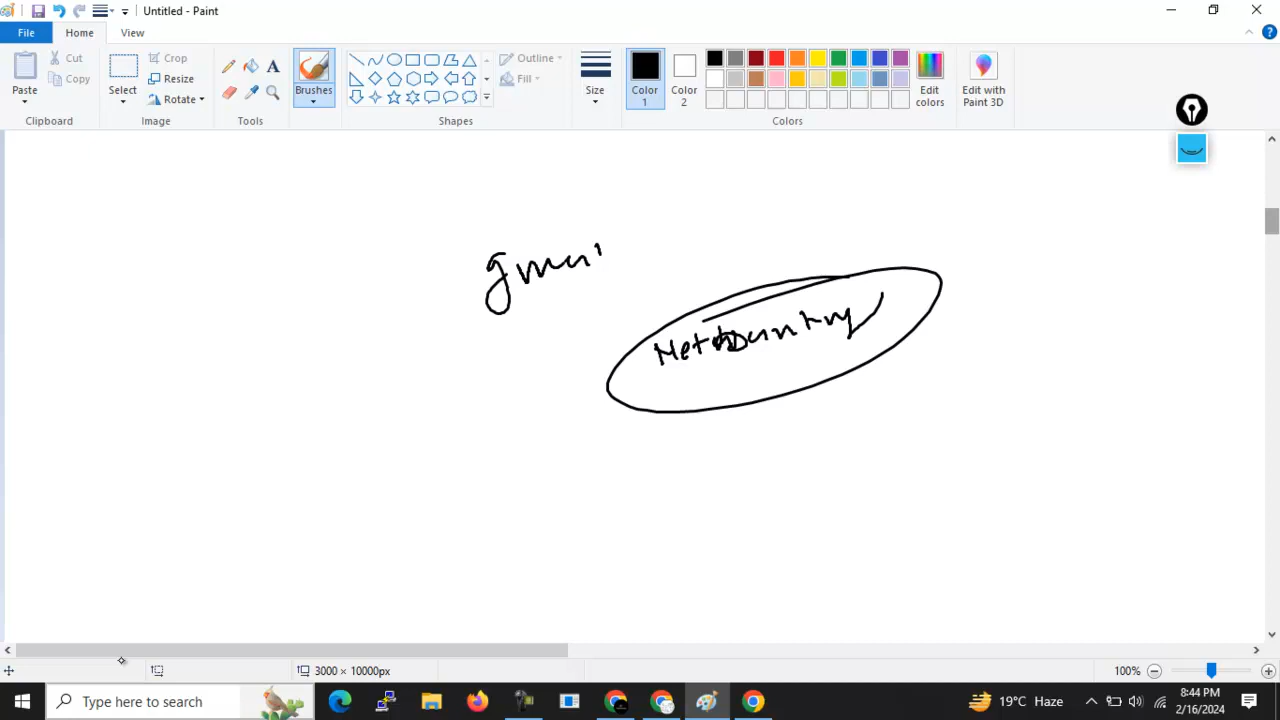 Untitled - Paint
File Home View
Paste
Cut
Copy
Clipboard
Select
Crop
Resize
Rotate
Image
Tools
Brushes
Shapes
Outline
Fill
Size
Color 1
Color 2
Edit colors
Colors
Edit with Paint 3D
gmai
3000 × 10000px
100%
Type here to search
19°C Haze
8:44 PM
2/16/2024